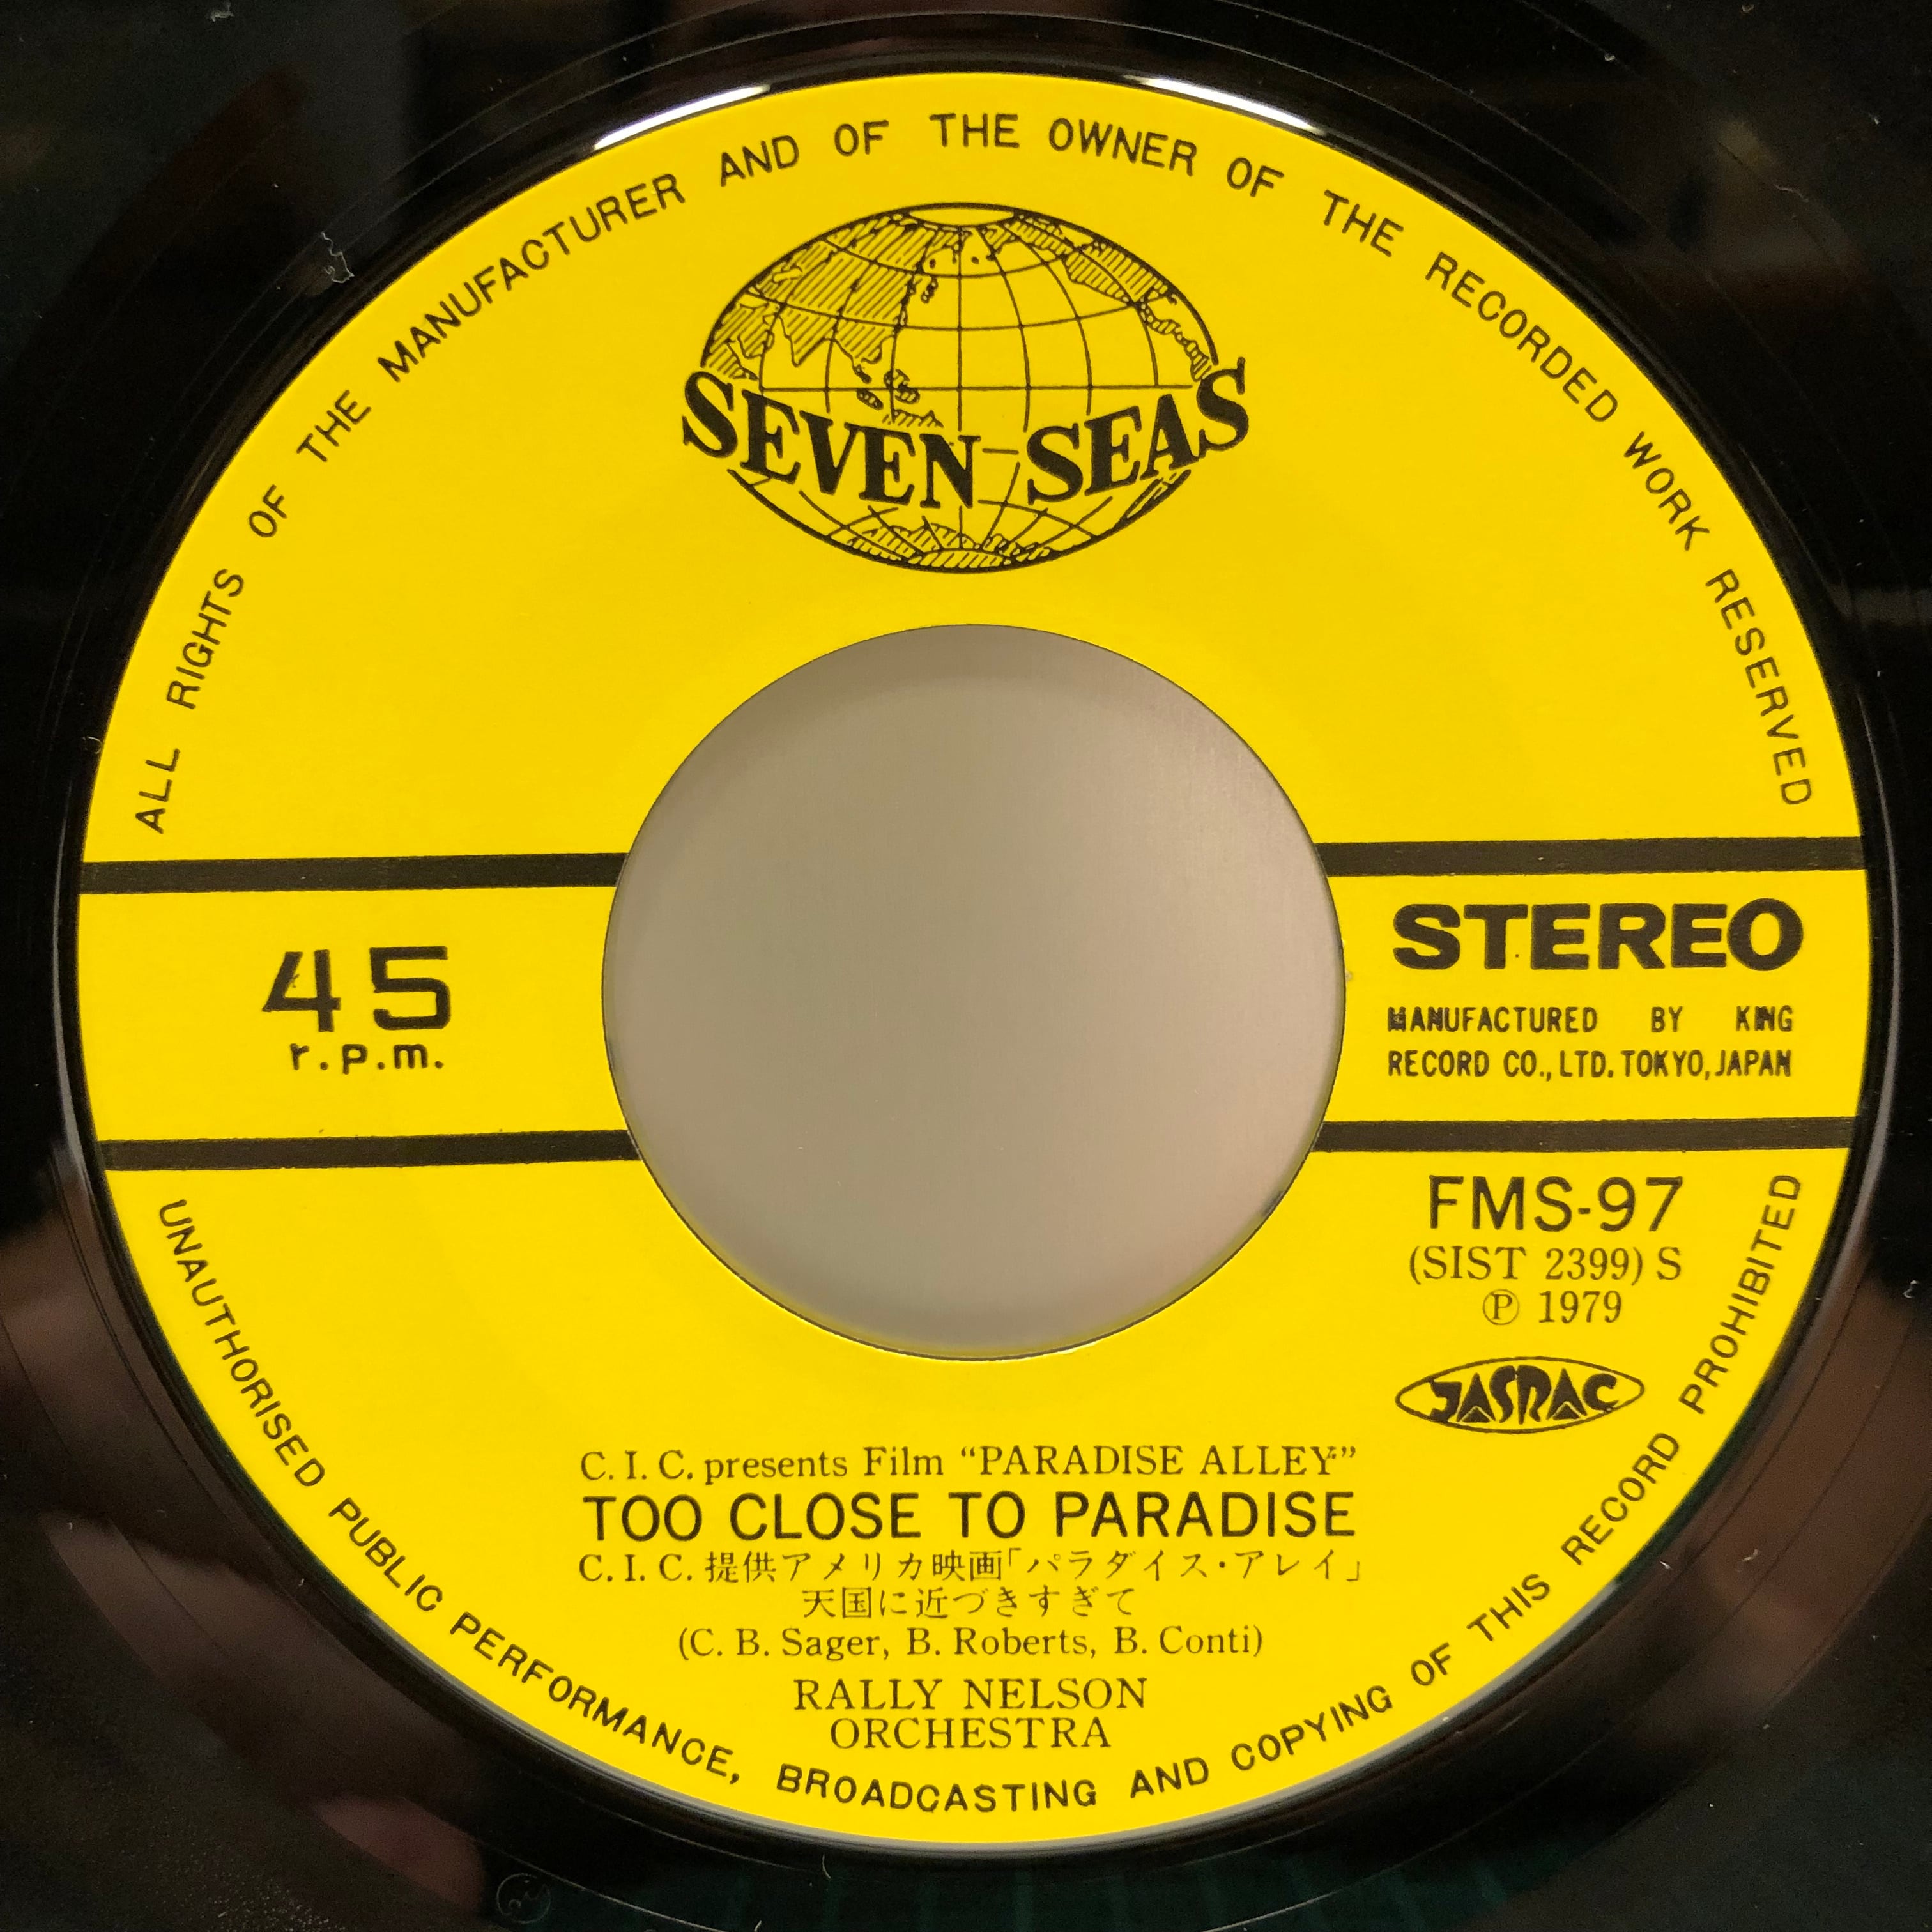 ALL RIGHTS OF THE MANUFACTURER AND OF THE OWNER OF THE RECORDED WORK RESERVED
SEVEN SEAS
45
r.p.m.
STEREO
MANUFACTURED BY KING
RECORD CO., LTD. TOKYO, JAPAN
FMS-97
(SIST 2399) S
Ⓟ 1979
JASRAC
C. I. C. presents Film “PARADISE ALLEY”
TOO CLOSE TO PARADISE
C. I. C. 提供アメリカ映画「パラダイス・アレイ」
天国に近づきすぎて
(C. B. Sager, B. Roberts, B. Conti)
RALLY NELSON
ORCHESTRA
UNAUTHORISED PUBLIC PERFORMANCE, BROADCASTING AND COPYING OF THIS RECORD PROHIBITED